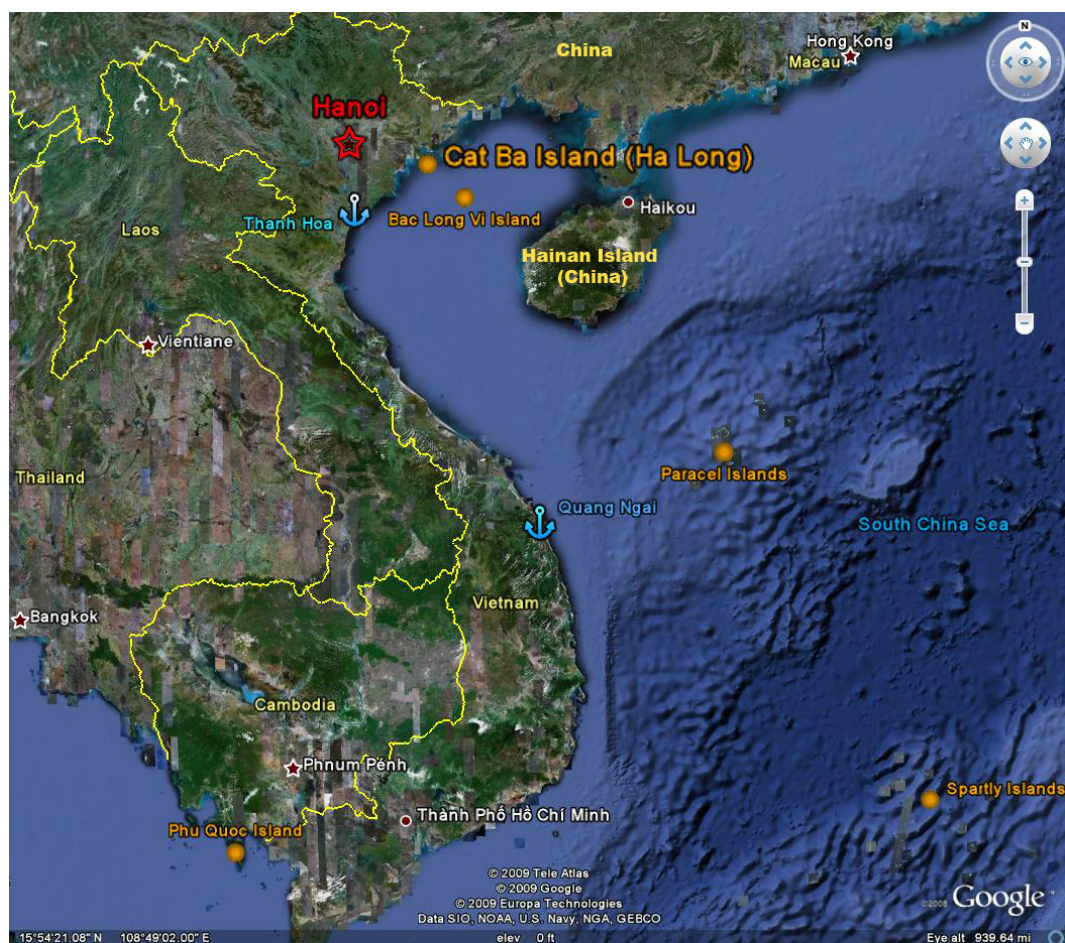 China
Hong Kong
Macau
N
Hanoi
Cat Ba Island (Ha Long)
Thanh Hoa
Bac Long Vi Island
Haikou
Laos
Hainan Island
(China)
Vientiane
Thailand
Paracel Islands
Quang Ngai
South China Sea
Vietnam
Bangkok
Cambodia
Phnum Pénh
Spartly Islands
Thành Phố Hồ Chí Minh
Phu Quoc Island
© 2009 Tele Atlas
© 2009 Google
© 2009 Europa Technologies
Data SIO, NOAA, U.S. Navy, NGA, GEBCO
©2008 Google™
15°54'21.08" N 108°49'02.00" E elev 0 ft Eye alt 939.64 mi